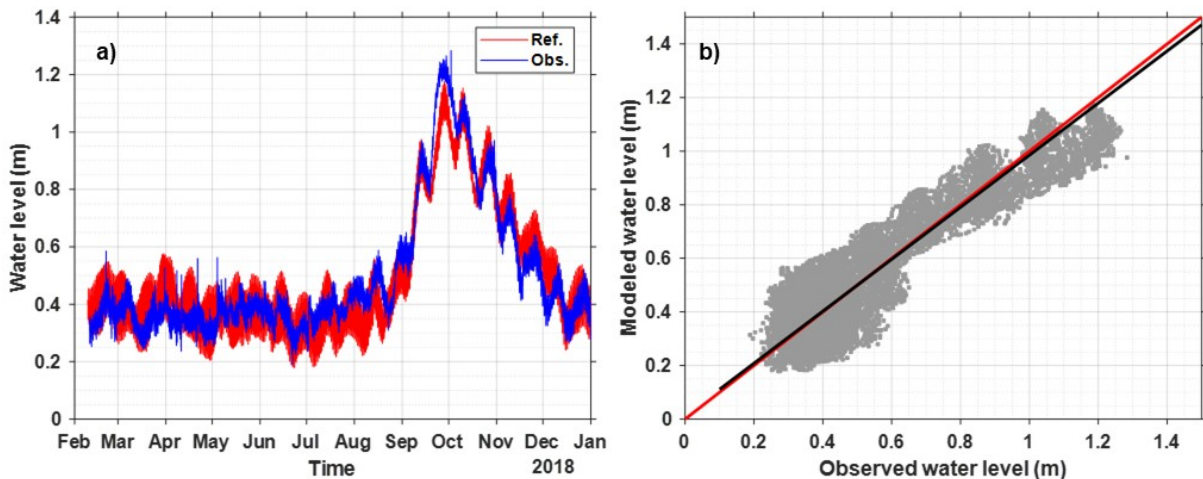 a)
Ref.
Obs.
Water level (m)
1.4
1.2
1
0.8
0.6
0.4
0.2
0
Feb Mar Apr May Jun Jul Aug Sep Oct Nov Dec Jan
Time
2018
b)
Modeled water level (m)
1.4
1.2
1
0.8
0.6
0.4
0.2
0
0 0.2 0.4 0.6 0.8 1 1.2 1.4
Observed water level (m)